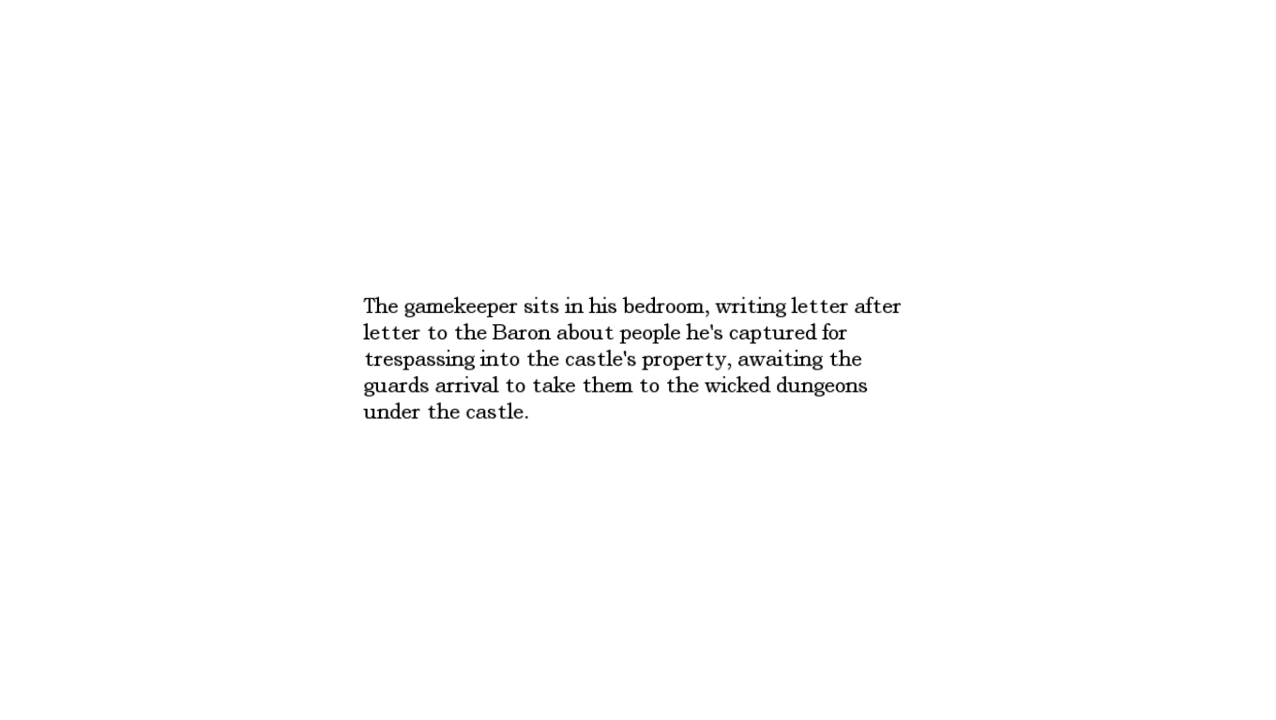 The gamekeeper sits in his bedroom, writing letter after
letter to the Baron about people he's captured for
trespassing into the castle's property, awaiting the
guards arrival to take them to the wicked dungeons
under the castle.